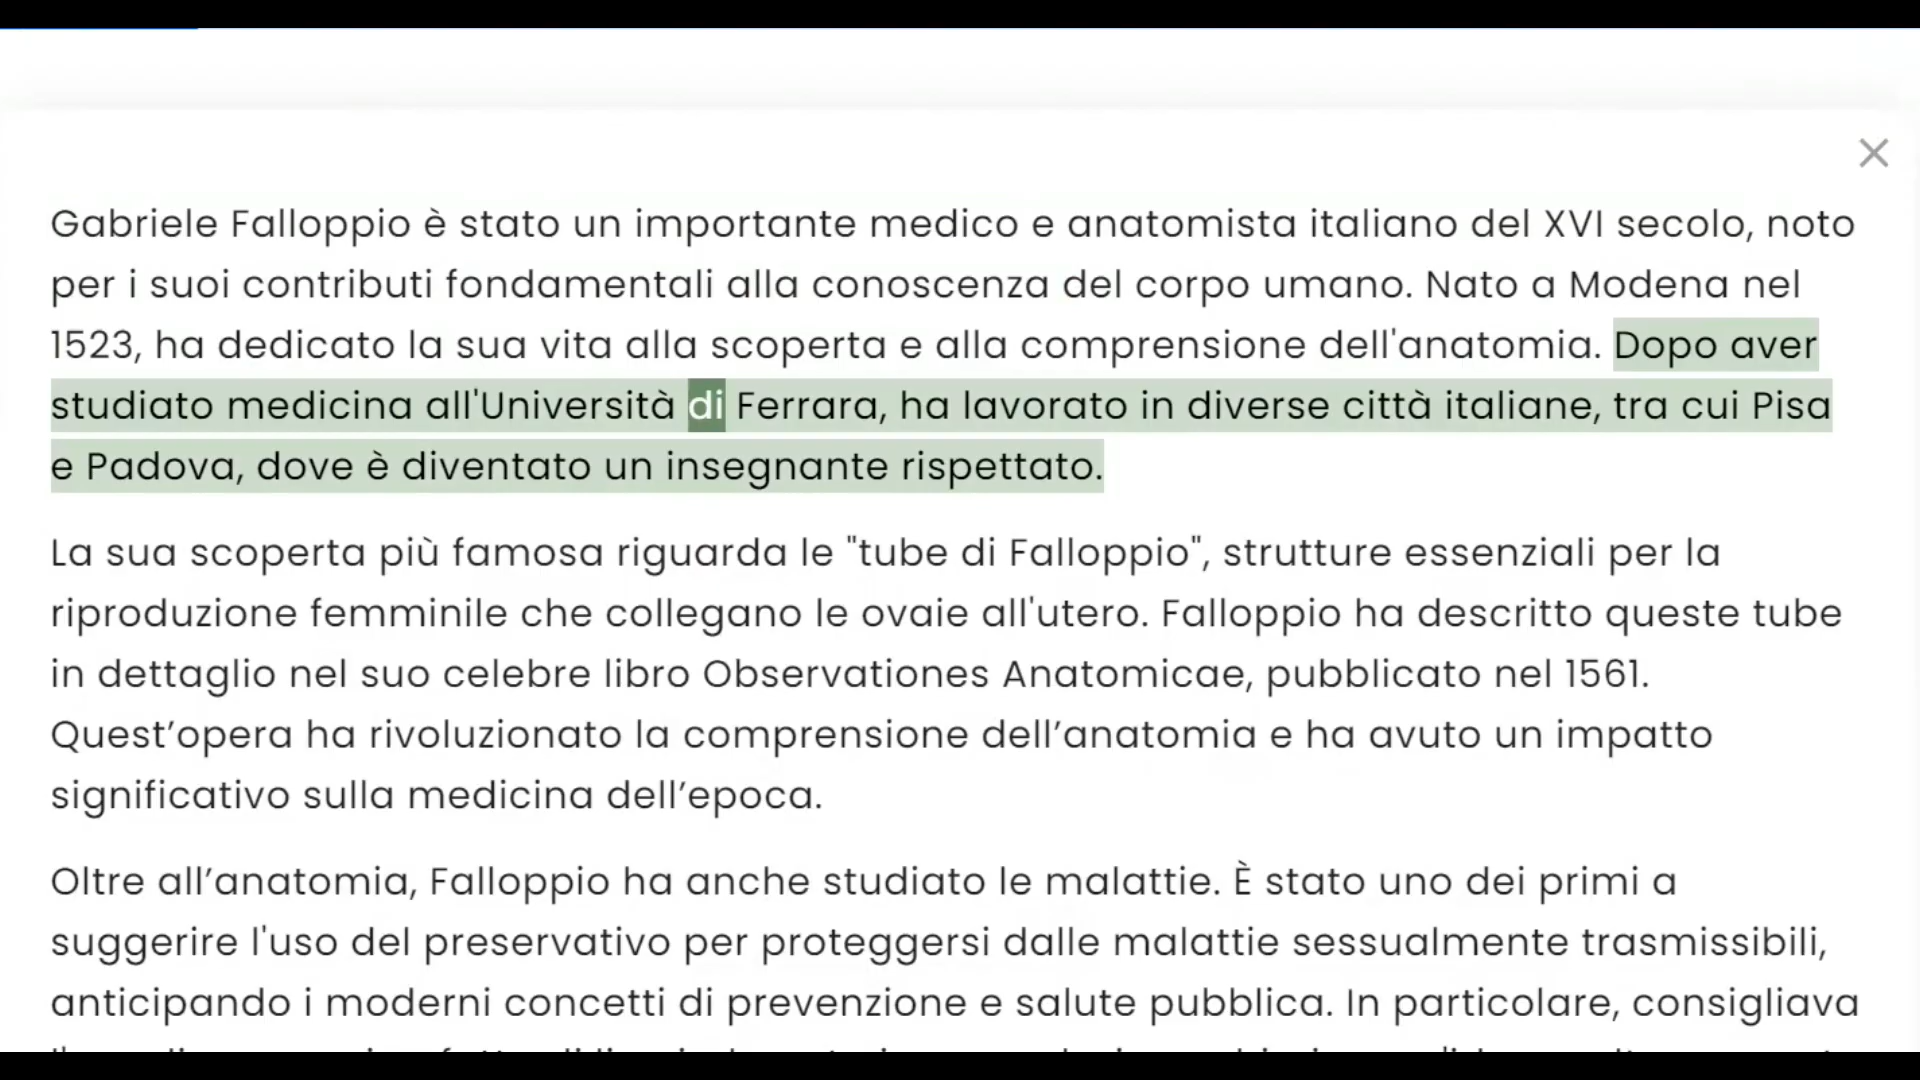 Gabriele Falloppio è stato un importante medico e anatomista italiano del XVI secolo, noto
per i suoi contributi fondamentali alla conoscenza del corpo umano. Nato a Modena nel
1523, ha dedicato la sua vita alla scoperta e alla comprensione dell'anatomia. Dopo aver
studiato medicina all'Università di Ferrara, ha lavorato in diverse città italiane, tra cui Pisa
e Padova, dove è diventato un insegnante rispettato.
La sua scoperta più famosa riguarda le "tube di Falloppio", strutture essenziali per la
riproduzione femminile che collegano le ovaie all'utero. Falloppio ha descritto queste tube
in dettaglio nel suo celebre libro Observationes Anatomicae, pubblicato nel 1561.
Quest’opera ha rivoluzionato la comprensione dell’anatomia e ha avuto un impatto
significativo sulla medicina dell’epoca.
Oltre all’anatomia, Falloppio ha anche studiato le malattie. È stato uno dei primi a
suggerire l'uso del preservativo per proteggersi dalle malattie sessualmente trasmissibili,
anticipando i moderni concetti di prevenzione e salute pubblica. In particolare, consigliava